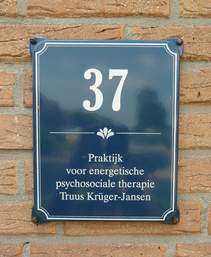 37
Praktijk
voor energetische
psychosociale therapie
Truus Krüger-Jansen